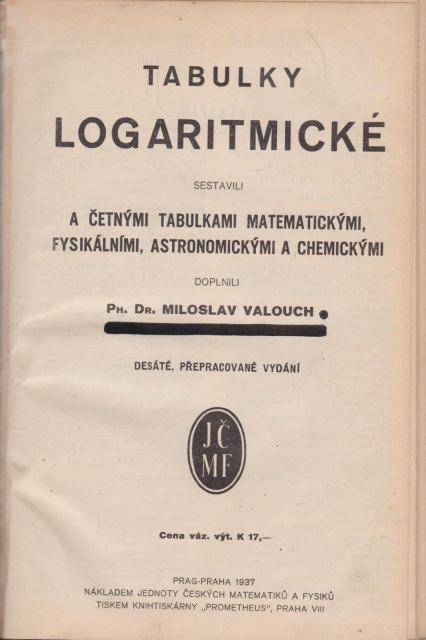 TABULKY
LOGARITMICKÉ
SESTAVILI
A ČETNÝMI TABULKAMI MATEMATICKÝMI,
FYSIKÁLNÍMI, ASTRONOMICKÝMI A CHEMICKÝMI
DOPLNILI
PH. DR. MILOSLAV VALOUCH
DESÁTÉ, PŘEPRACOVANÉ VYDÁNÍ
JČ
MF
Cena váz. výt. K 17,—
PRAG-PRAHA 1937
NÁKLADEM JEDNOTY ČESKÝCH MATEMATIKŮ A FYSIKŮ
TISKEM KNIHTISKÁRNY „PROMETHEUS", PRAHA VIII